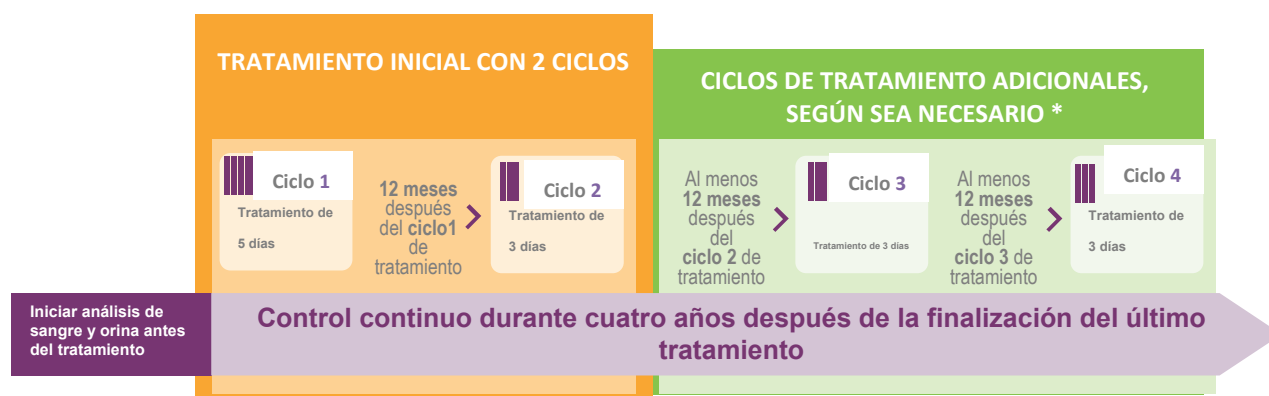 TRATAMIENTO INICIAL CON 2 CICLOS
CICLOS DE TRATAMIENTO ADICIONALES,
SEGÚN SEA NECESARIO *
Ciclo 1
Tratamiento de
5 días
12 meses
después
del ciclo1
de
tratamiento
Ciclo 2
Tratamiento de
3 días
Al menos
12 meses
después
del
ciclo 2 de
tratamiento
Ciclo 3
Tratamiento de 3 días
Al menos
12 meses
después
del
ciclo 3 de
tratamiento
Ciclo 4
Tratamiento de
3 días
Iniciar análisis de
sangre y orina antes
del tratamiento
Control continuo durante cuatro años después de la finalización del último
tratamiento